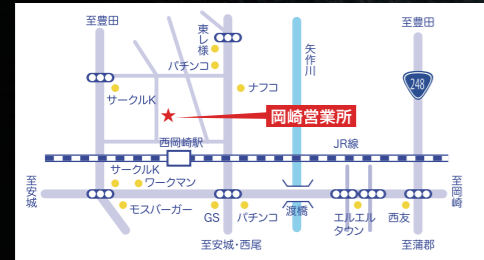 至豊田
東レ様
至豊田
パチンコ
矢作川
248
ナフコ
サークルK
岡崎営業所
西岡崎駅
JR線
サークルK
ワークマン
至安城
至岡崎
モスバーガー
GS
パチンコ
渡橋
エルエル
タウン
西友
至安城・西尾
至蒲郡